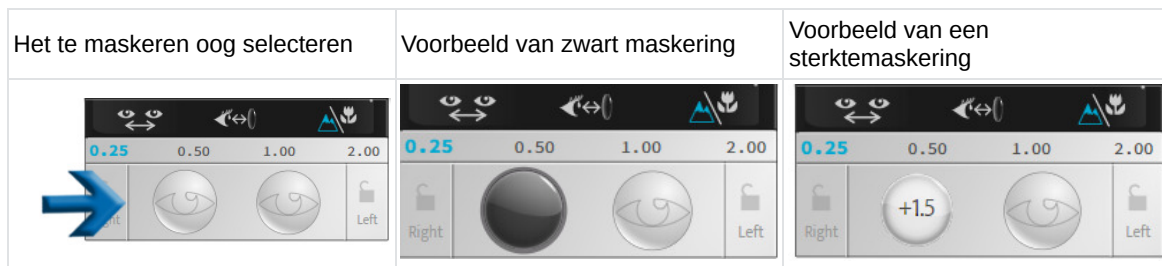 Het te maskeren oog selecteren
Voorbeeld van zwart maskering
Voorbeeld van een
sterktemaskering
0.25 0.50 1.00 2.00
Left
0.25 0.50 1.00 2.00
Right Left
0.25 0.50 1.00 2.00
Right +1.5 Left